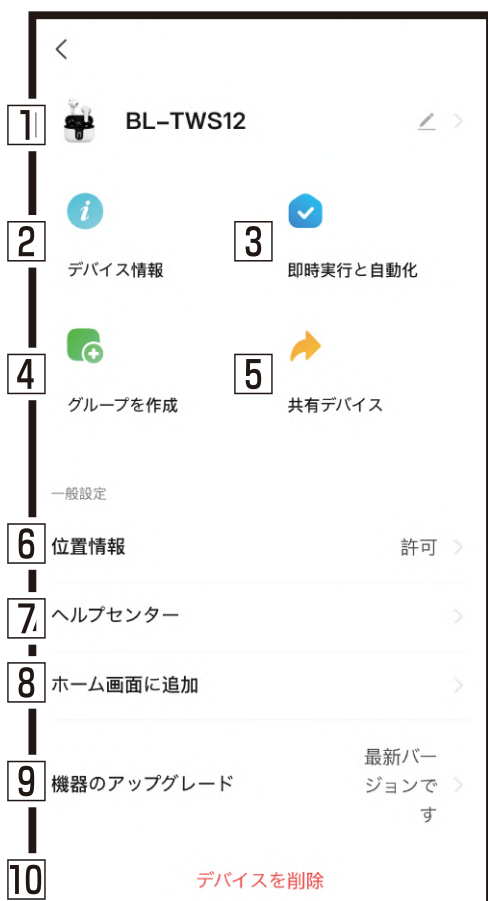 1 BL-TWS12
2 デバイス情報
3 即時実行と自動化
4 グループを作成
5 共有デバイス
一般設定
6 位置情報 許可
7 ヘルプセンター
8 ホーム画面に追加
9 機器のアップグレード 最新バー
ジョンで
す
10 デバイスを削除